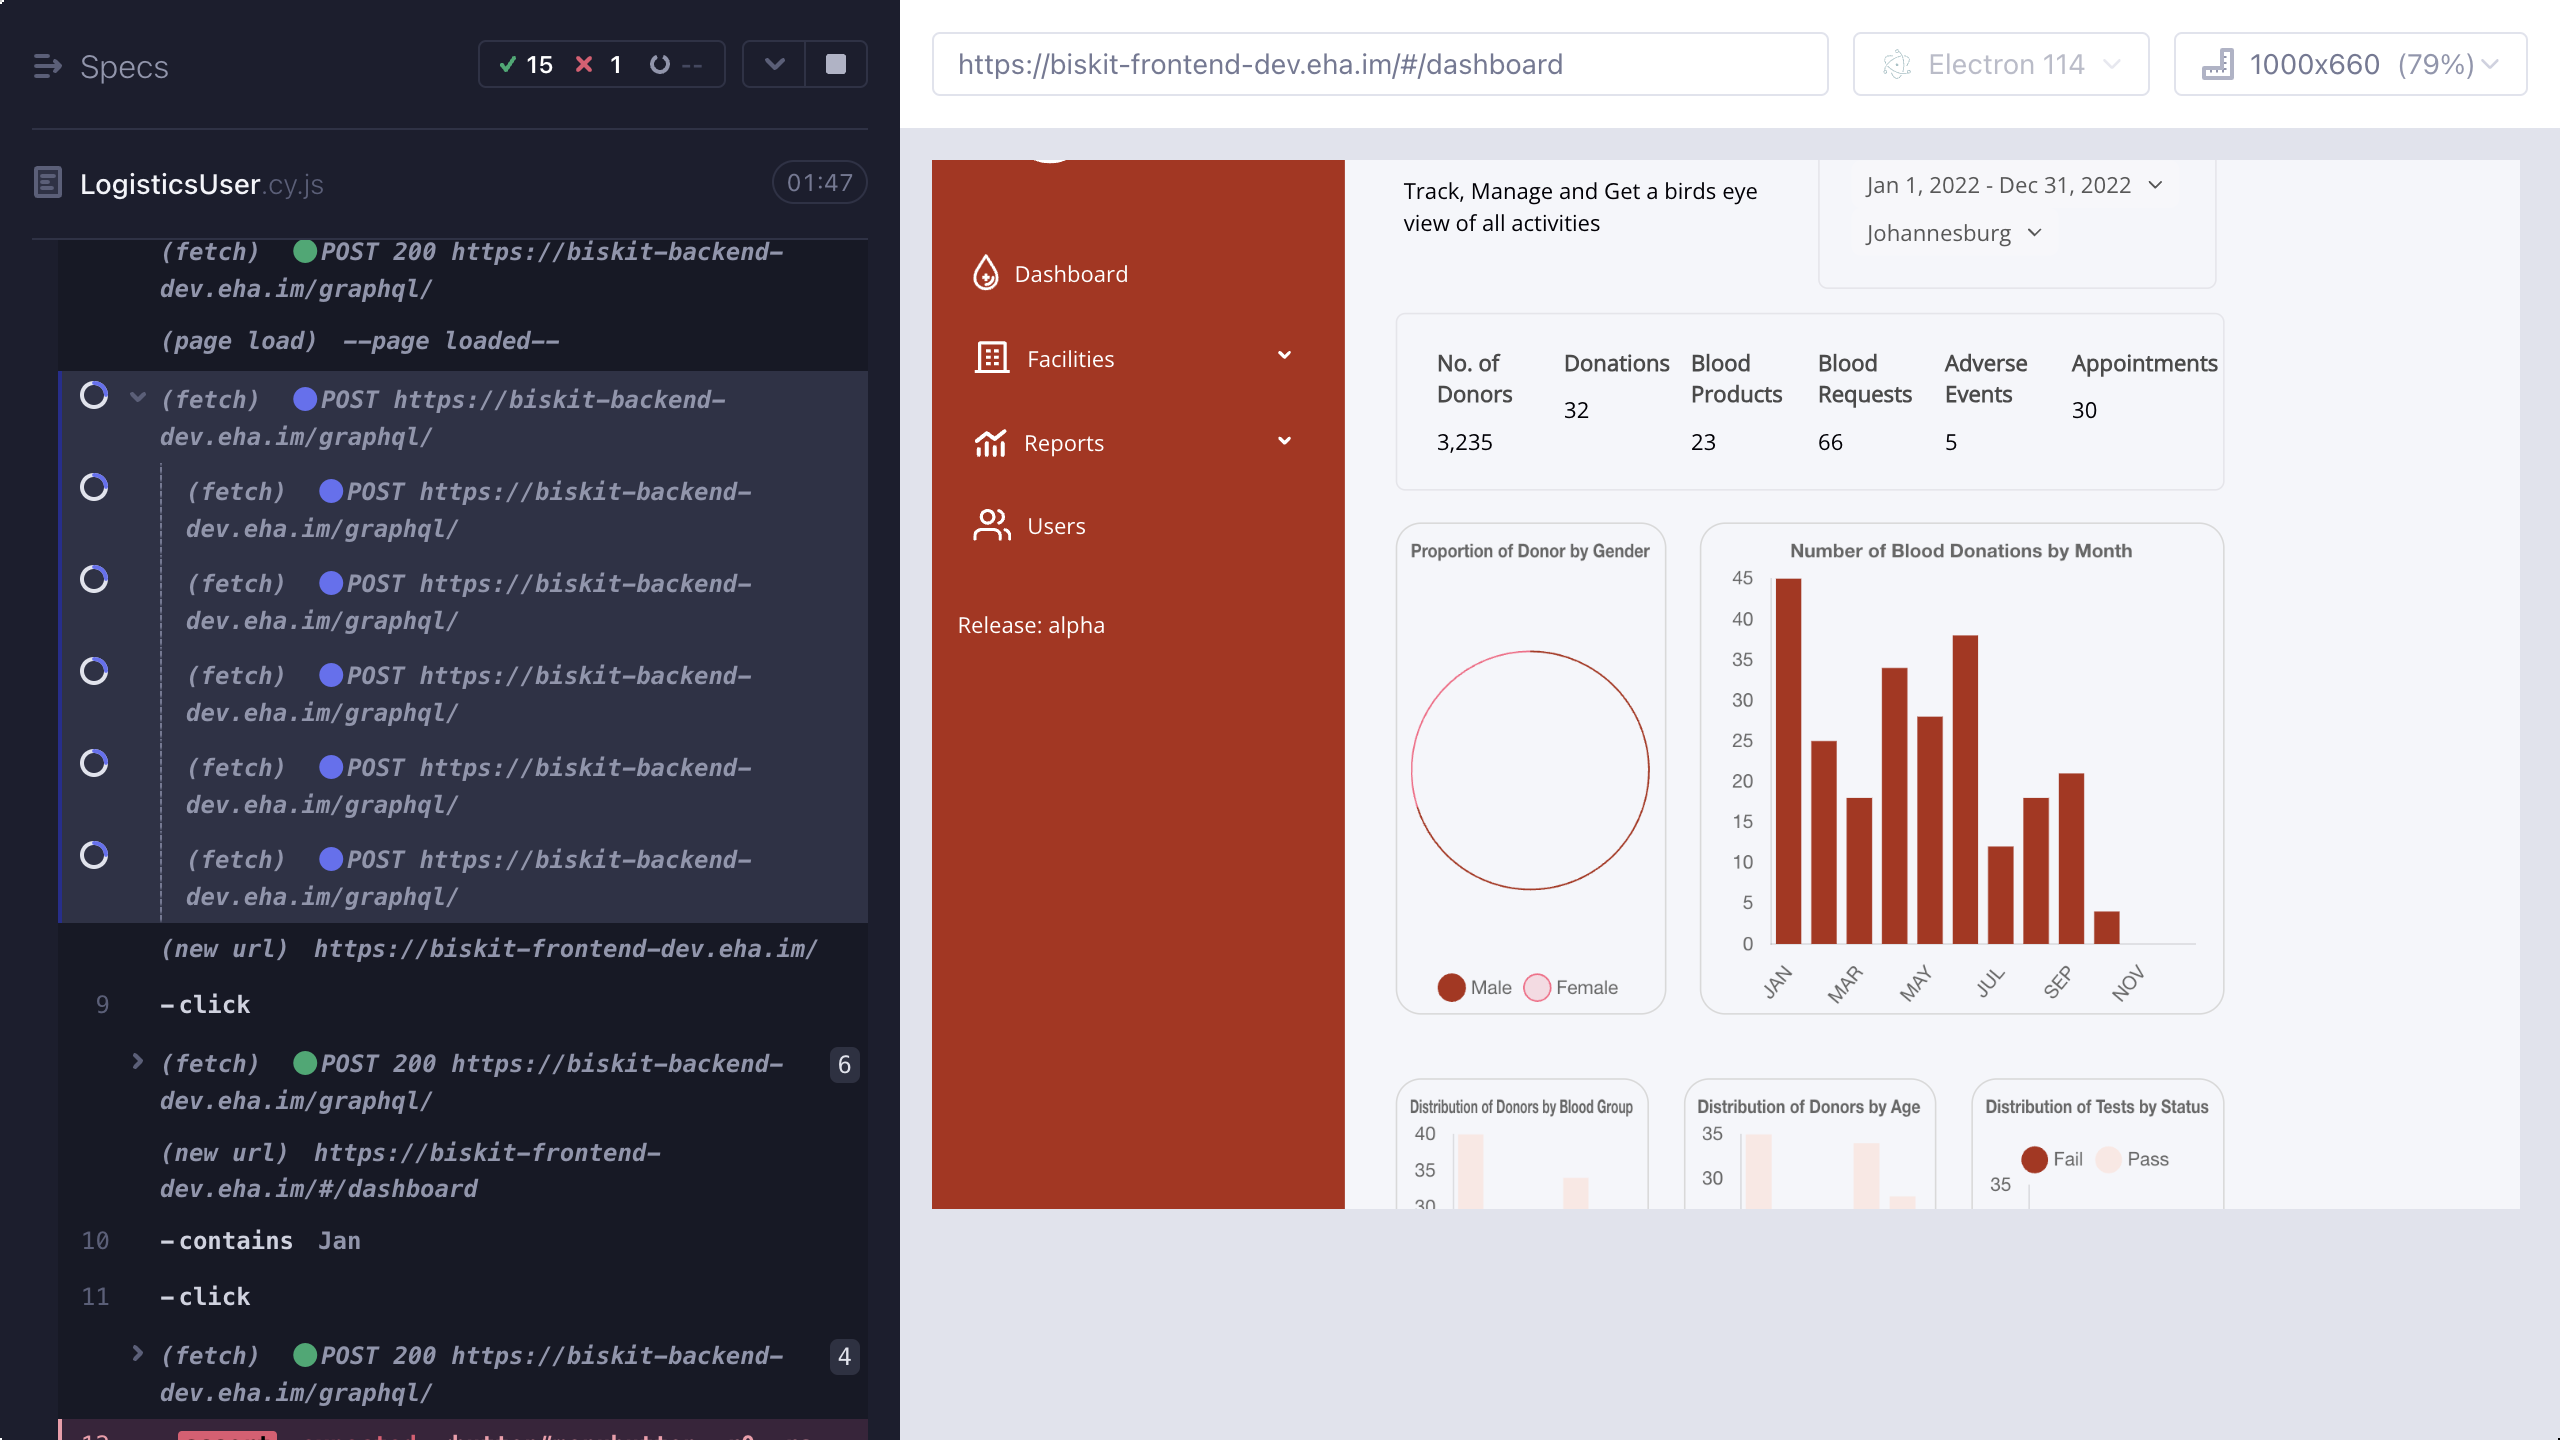 Specs
15 1 --
LogisticsUser.cy.js 01:47
(fetch) POST 200 https://biskit-backend-
dev.eha.im/graphql/
(page load) --page loaded--
(fetch) POST https://biskit-backend-
dev.eha.im/graphql/
(fetch) POST https://biskit-backend-
dev.eha.im/graphql/
(fetch) POST https://biskit-backend-
dev.eha.im/graphql/
(fetch) POST https://biskit-backend-
dev.eha.im/graphql/
(fetch) POST https://biskit-backend-
dev.eha.im/graphql/
(fetch) POST https://biskit-backend-
dev.eha.im/graphql/
(new url) https://biskit-frontend-dev.eha.im/
9 -click
(fetch) POST 200 https://biskit-backend- 6
dev.eha.im/graphql/
(new url) https://biskit-frontend-
dev.eha.im/#/dashboard
10 -contains Jan
11 -click
(fetch) POST 200 https://biskit-backend- 4
dev.eha.im/graphql/
https://biskit-frontend-dev.eha.im/#/dashboard
Electron 114
1000x660 (79%)
Dashboard
Facilities
Reports
Users
Release: alpha
Track, Manage and Get a birds eye
view of all activities
Jan 1, 2022 - Dec 31, 2022
Johannesburg
No. of
Donors
3,235
Donations
32
Blood
Products
23
Blood
Requests
66
Adverse
Events
5
Appointments
30
Proportion of Donor by Gender
Male Female
Number of Blood Donations by Month
45
40
35
30
25
20
15
10
5
0
JAN MAR MAY JUL SEP NOV
Distribution of Donors by Blood Group
40
35
30
Distribution of Donors by Age
35
30
Distribution of Tests by Status
Fail Pass
35